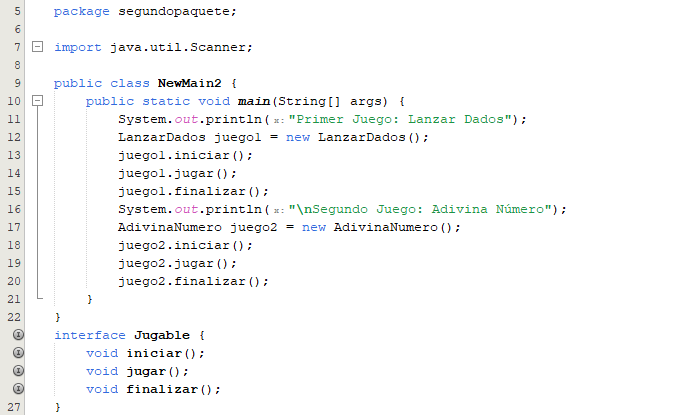 5 package segundopaquete;
6
7 import java.util.Scanner;
8
9 public class NewMain2 {
10 public static void main(String[] args) {
11 System.out.println(x: "Primer Juego: Lanzar Dados");
12 LanzarDados juego1 = new LanzarDados();
13 juego1.iniciar();
14 juego1.jugar();
15 juego1.finalizar();
16 System.out.println(x: "\nSegundo Juego: Adivina Número");
17 AdivinaNumero juego2 = new AdivinaNumero();
18 juego2.iniciar();
19 juego2.jugar();
20 juego2.finalizar();
21 }
22 }
interface Jugable {
void iniciar();
void jugar();
void finalizar();
27 }